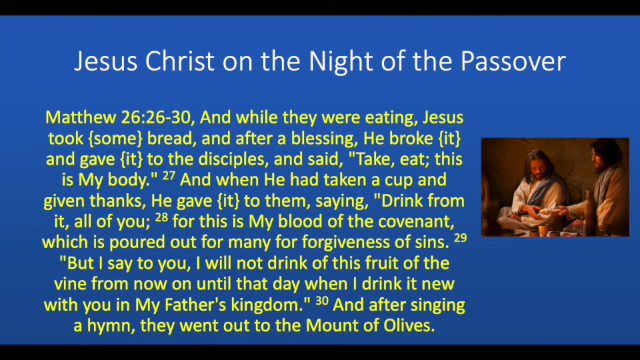 Jesus Christ on the Night of the Passover
Matthew 26:26-30, And while they were eating, Jesus
took {some} bread, and after a blessing, He broke {it}
and gave {it} to the disciples, and said, "Take, eat; this
is My body." 27 And when He had taken a cup and
given thanks, He gave {it} to them, saying, "Drink from
it, all of you; 28 for this is My blood of the covenant,
which is poured out for many for forgiveness of sins. 29
"But I say to you, I will not drink of this fruit of the
vine from now on until that day when I drink it new
with you in My Father's kingdom." 30 And after singing
a hymn, they went out to the Mount of Olives.